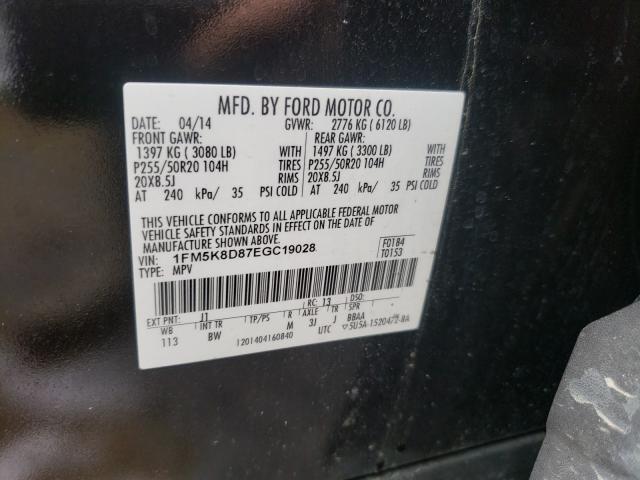 MFD. BY FORD MOTOR CO.
DATE: 04/14 GVWR: 2776 KG ( 6120 LB)
FRONT GAWR: REAR GAWR:
1397 KG ( 3080 LB) WITH 1497 KG ( 3300 LB) WITH
P255/50R20 104H TIRES P255/50R20 104H TIRES
20X8.5J RIMS 20X8.5J RIMS
AT 240 kPa/ 35 PSI COLD AT 240 kPa/ 35 PSI COLD
THIS VEHICLE CONFORMS TO ALL APPLICABLE FEDERAL MOTOR
VEHICLE SAFETY STANDARDS IN EFFECT ON THE DATE OF
MANUFACTURE SHOWN ABOVE.
VIN: 1FM5K8D87EGC19028 F0184
TYPE: MPV T0153
EXT PNT: J1 RC: 13 DSO:
WB INT TR TP/PS R AXLE TR SPR
113 BW M 3J J BBAA
1201404160840 UTC 5U5A-1520472-BA